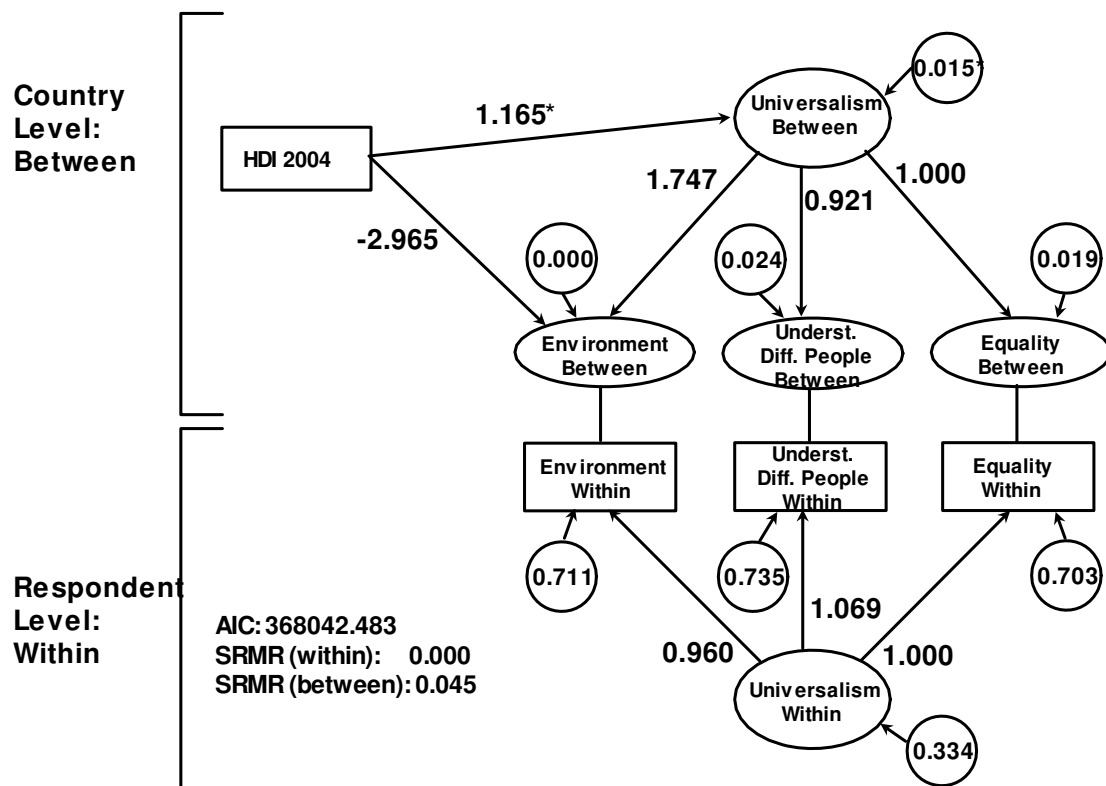 Country
Level:
Between
HDI 2004
1.165*
Universalism
Between
0.015*
-2.965
1.747
0.921
1.000
0.000
0.024
0.019
Environment
Between
Underst.
Diff. People
Between
Equality
Between
Environment
Within
Underst.
Diff. People
Within
Equality
Within
0.711
0.735
0.703
Respondent
Level:
Within
AIC: 368042.483
SRMR (within): 0.000
SRMR (between): 0.045
0.960
1.069
1.000
Universalism
Within
0.334